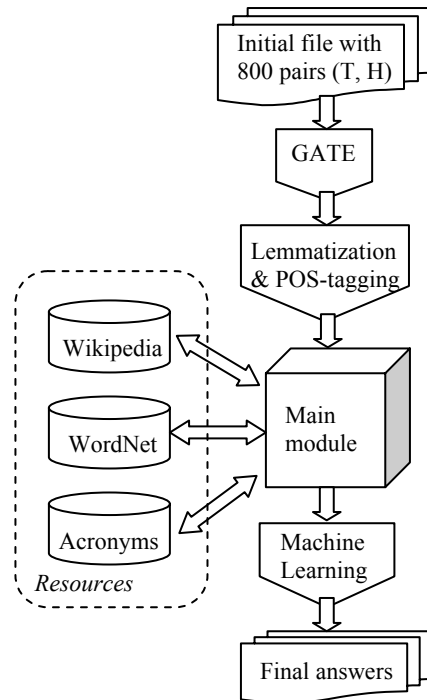 Initial file with
800 pairs (T, H)
GATE
Lemmatization
& POS-tagging
Wikipedia
WordNet
Acronyms
Resources
Main
module
Machine
Learning
Final answers